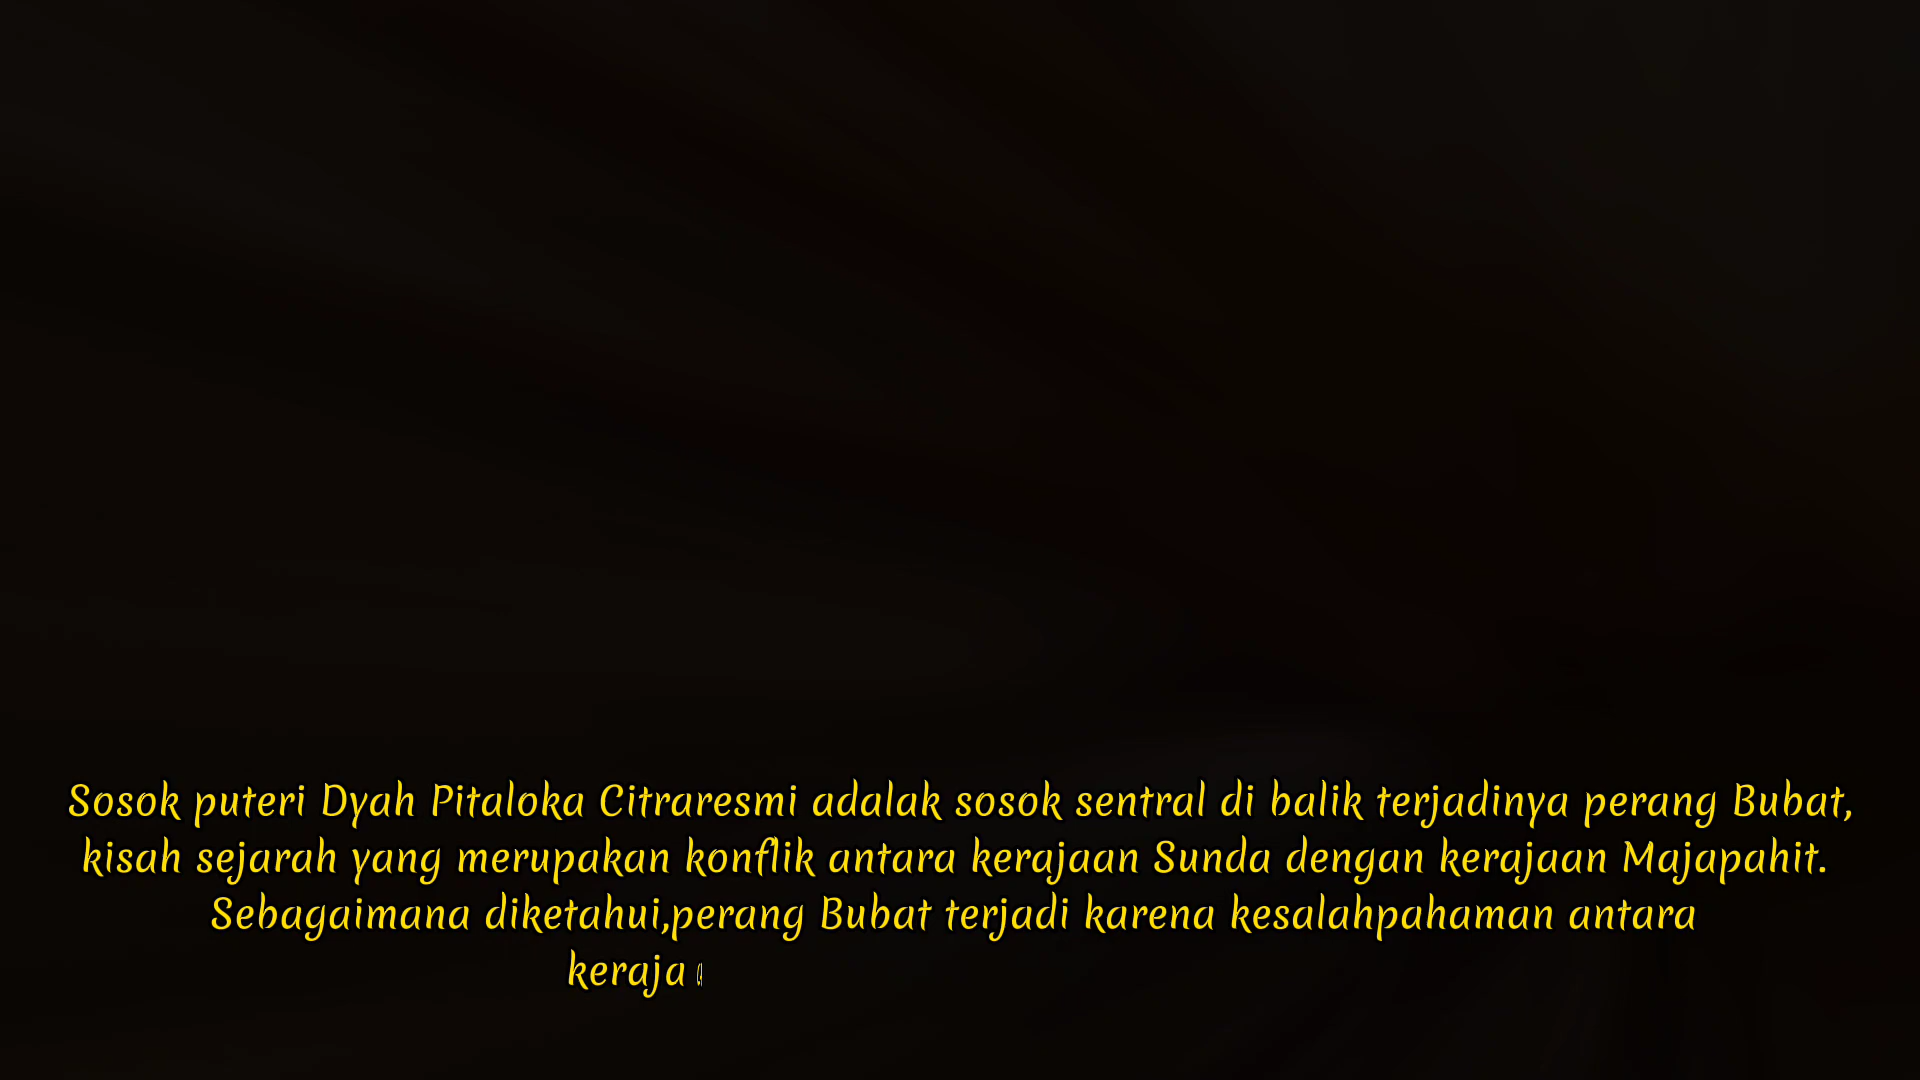 Sosok puteri Dyah Pitaloka Citraresmi adalak sosok sentral di balik terjadinya perang Bubat,
kisah sejarah yang merupakan konflik antara kerajaan Sunda dengan kerajaan Majapahit.
Sebagaimana diketahui,perang Bubat terjadi karena kesalahpahaman antara
keraja a